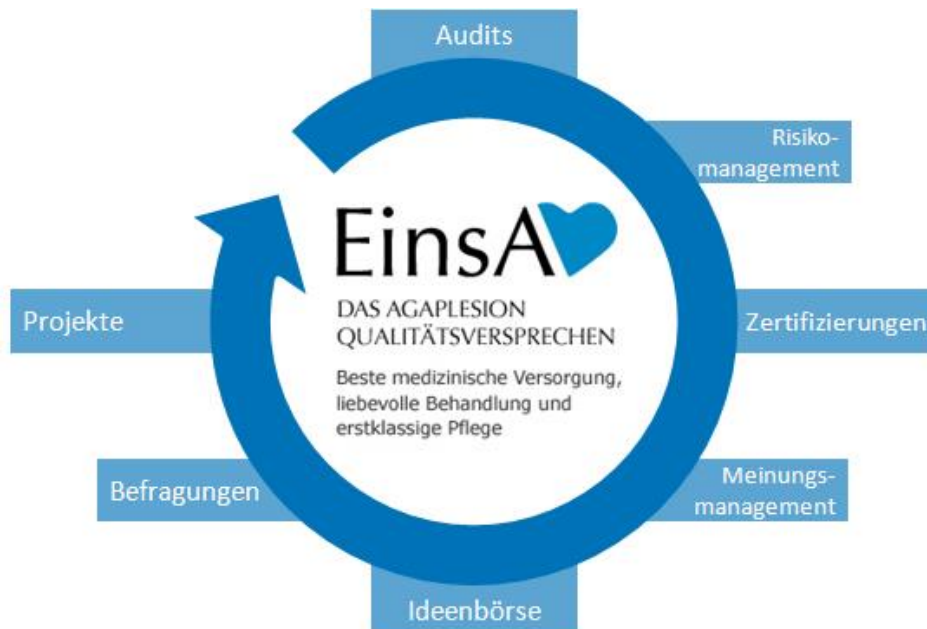 Audits
Risiko-
management
Zertifizierungen
Meinungs-
management
Ideenbörse
Befragungen
Projekte
EinsA
DAS AGAPLESION
QUALITÄTSVERSPRECHEN
Beste medizinische Versorgung,
liebevolle Behandlung und
erstklassige Pflege